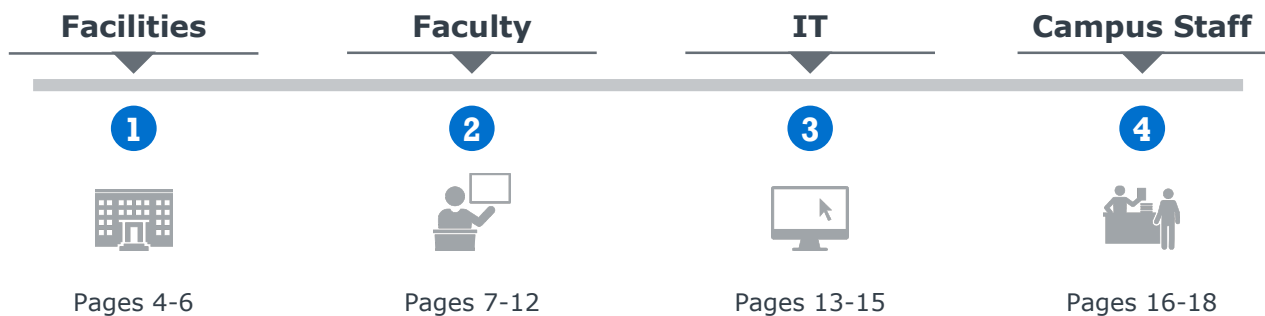 Facilities Faculty IT Campus Staff
1 2 3 4
Pages 4-6 Pages 7-12 Pages 13-15 Pages 16-18